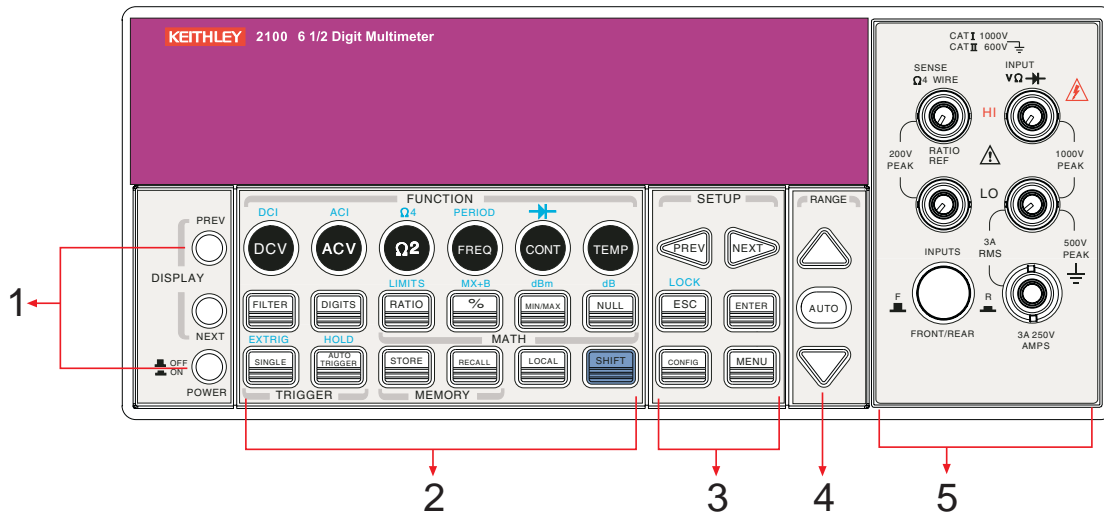 KEITHLEY 2100 6 1/2 Digit Multimeter
CAT I 1000V
CAT II 600V
SENSE
Ω4 WIRE
INPUT
V Ω
HI
RATIO
REF
200V
PEAK
1000V
PEAK
LO
INPUTS
3A
RMS
500V
PEAK
F
R
FRONT/REAR
3A 250V
AMPS
PREV
DISPLAY
NEXT
OFF
ON
POWER
FUNCTION
DCI ACI Ω4 PERIOD
DCV ACV Ω2 FREQ CONT TEMP
LIMITS MX+B dBm dB
FILTER DIGITS RATIO % MIN/MAX NULL
EXTRIG HOLD MATH
SINGLE AUTO TRIGGER STORE RECALL LOCAL SHIFT
TRIGGER MEMORY
SETUP
PREV NEXT
LOCK
ESC ENTER
CONFIG MENU
RANGE
AUTO
1
2
3
4
5